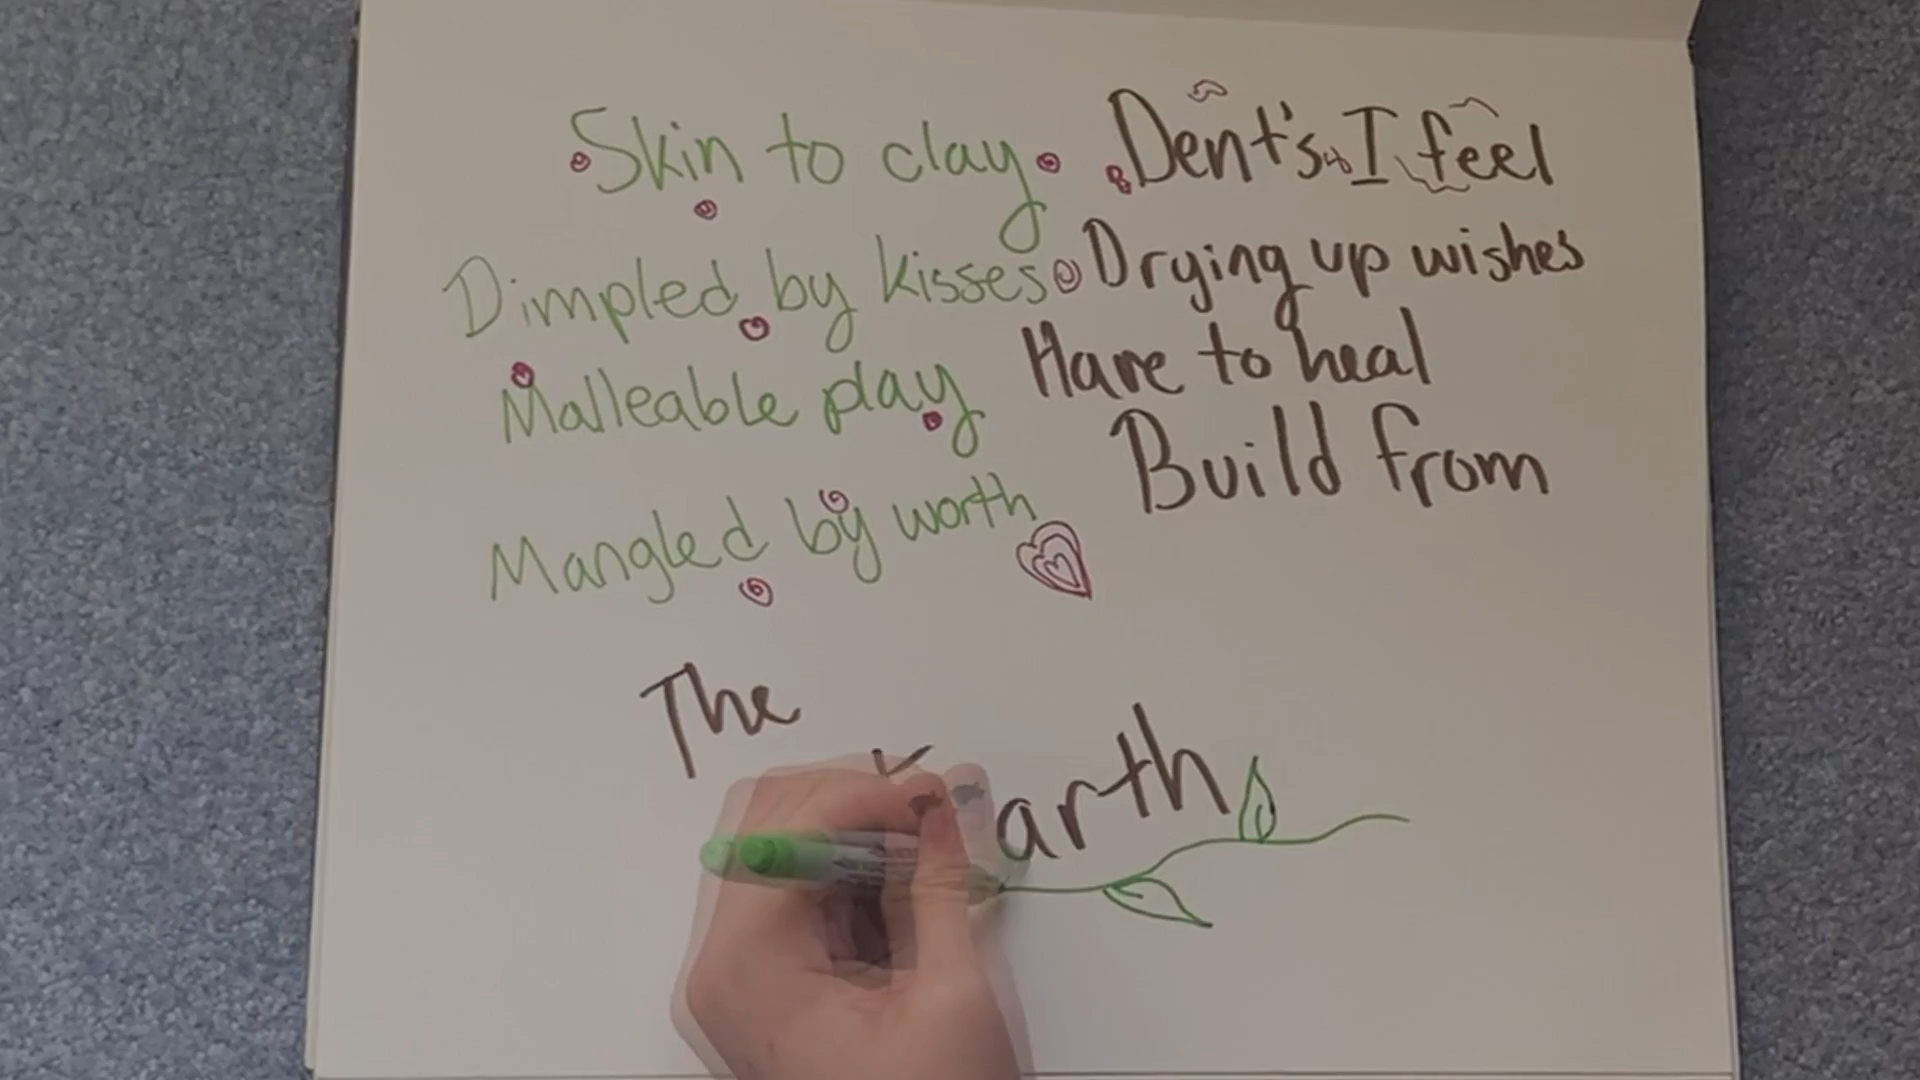 Skin to clay
Dimpled by kisses
Malleable play
Mangled by worth
Dent's I feel
Drying up wishes
Have to heal
Build from
The
Earth